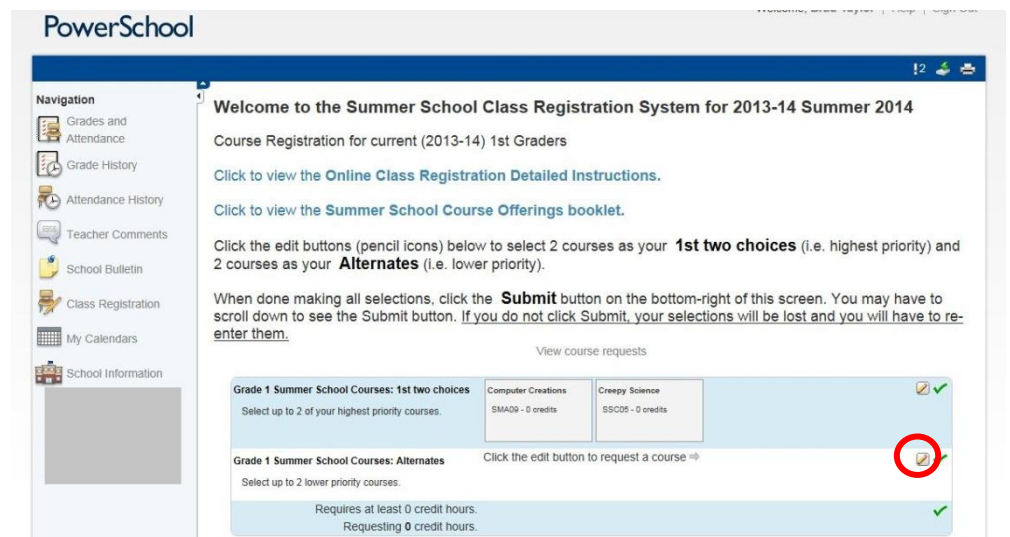 Welcome, Brad Taylor | Help | Sign Out
PowerSchool
!2
Navigation
Grades and
Attendance
Grade History
Attendance History
Teacher Comments
School Bulletin
Class Registration
My Calendars
School Information
Welcome to the Summer School Class Registration System for 2013-14 Summer 2014
Course Registration for current (2013-14) 1st Graders
Click to view the Online Class Registration Detailed Instructions.
Click to view the Summer School Course Offerings booklet.
Click the edit buttons (pencil icons) below to select 2 courses as your 1st two choices (i.e. highest priority) and
2 courses as your Alternates (i.e. lower priority).
When done making all selections, click the Submit button on the bottom-right of this screen. You may have to
scroll down to see the Submit button. If you do not click Submit, your selections will be lost and you will have to re-
enter them.
View course requests
Grade 1 Summer School Courses: 1st two choices
Select up to 2 of your highest priority courses.
Computer Creations
SMA09 - 0 credits
Creepy Science
SSC05 - 0 credits
Grade 1 Summer School Courses: Alternates
Select up to 2 lower priority courses.
Click the edit button to request a course ⇨
Requires at least 0 credit hours.
Requesting 0 credit hours.